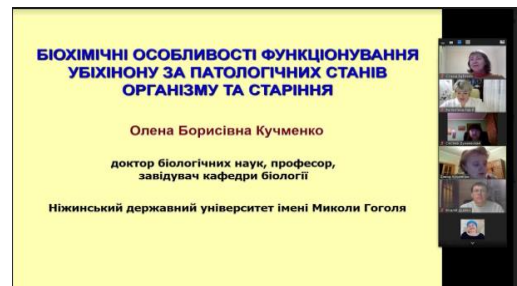 БІОХІМІЧНІ ОСОБЛИВОСТІ ФУНКЦІОНУВАННЯ
УБІХІНОНУ ЗА ПАТОЛОГІЧНИХ СТАНІВ
ОРГАНІЗМУ ТА СТАРІННЯ
Олена Борисівна Кучменко
доктор біологічних наук, професор,
завідувач кафедри біології
Ніжинський державний університет імені Миколи Гоголя